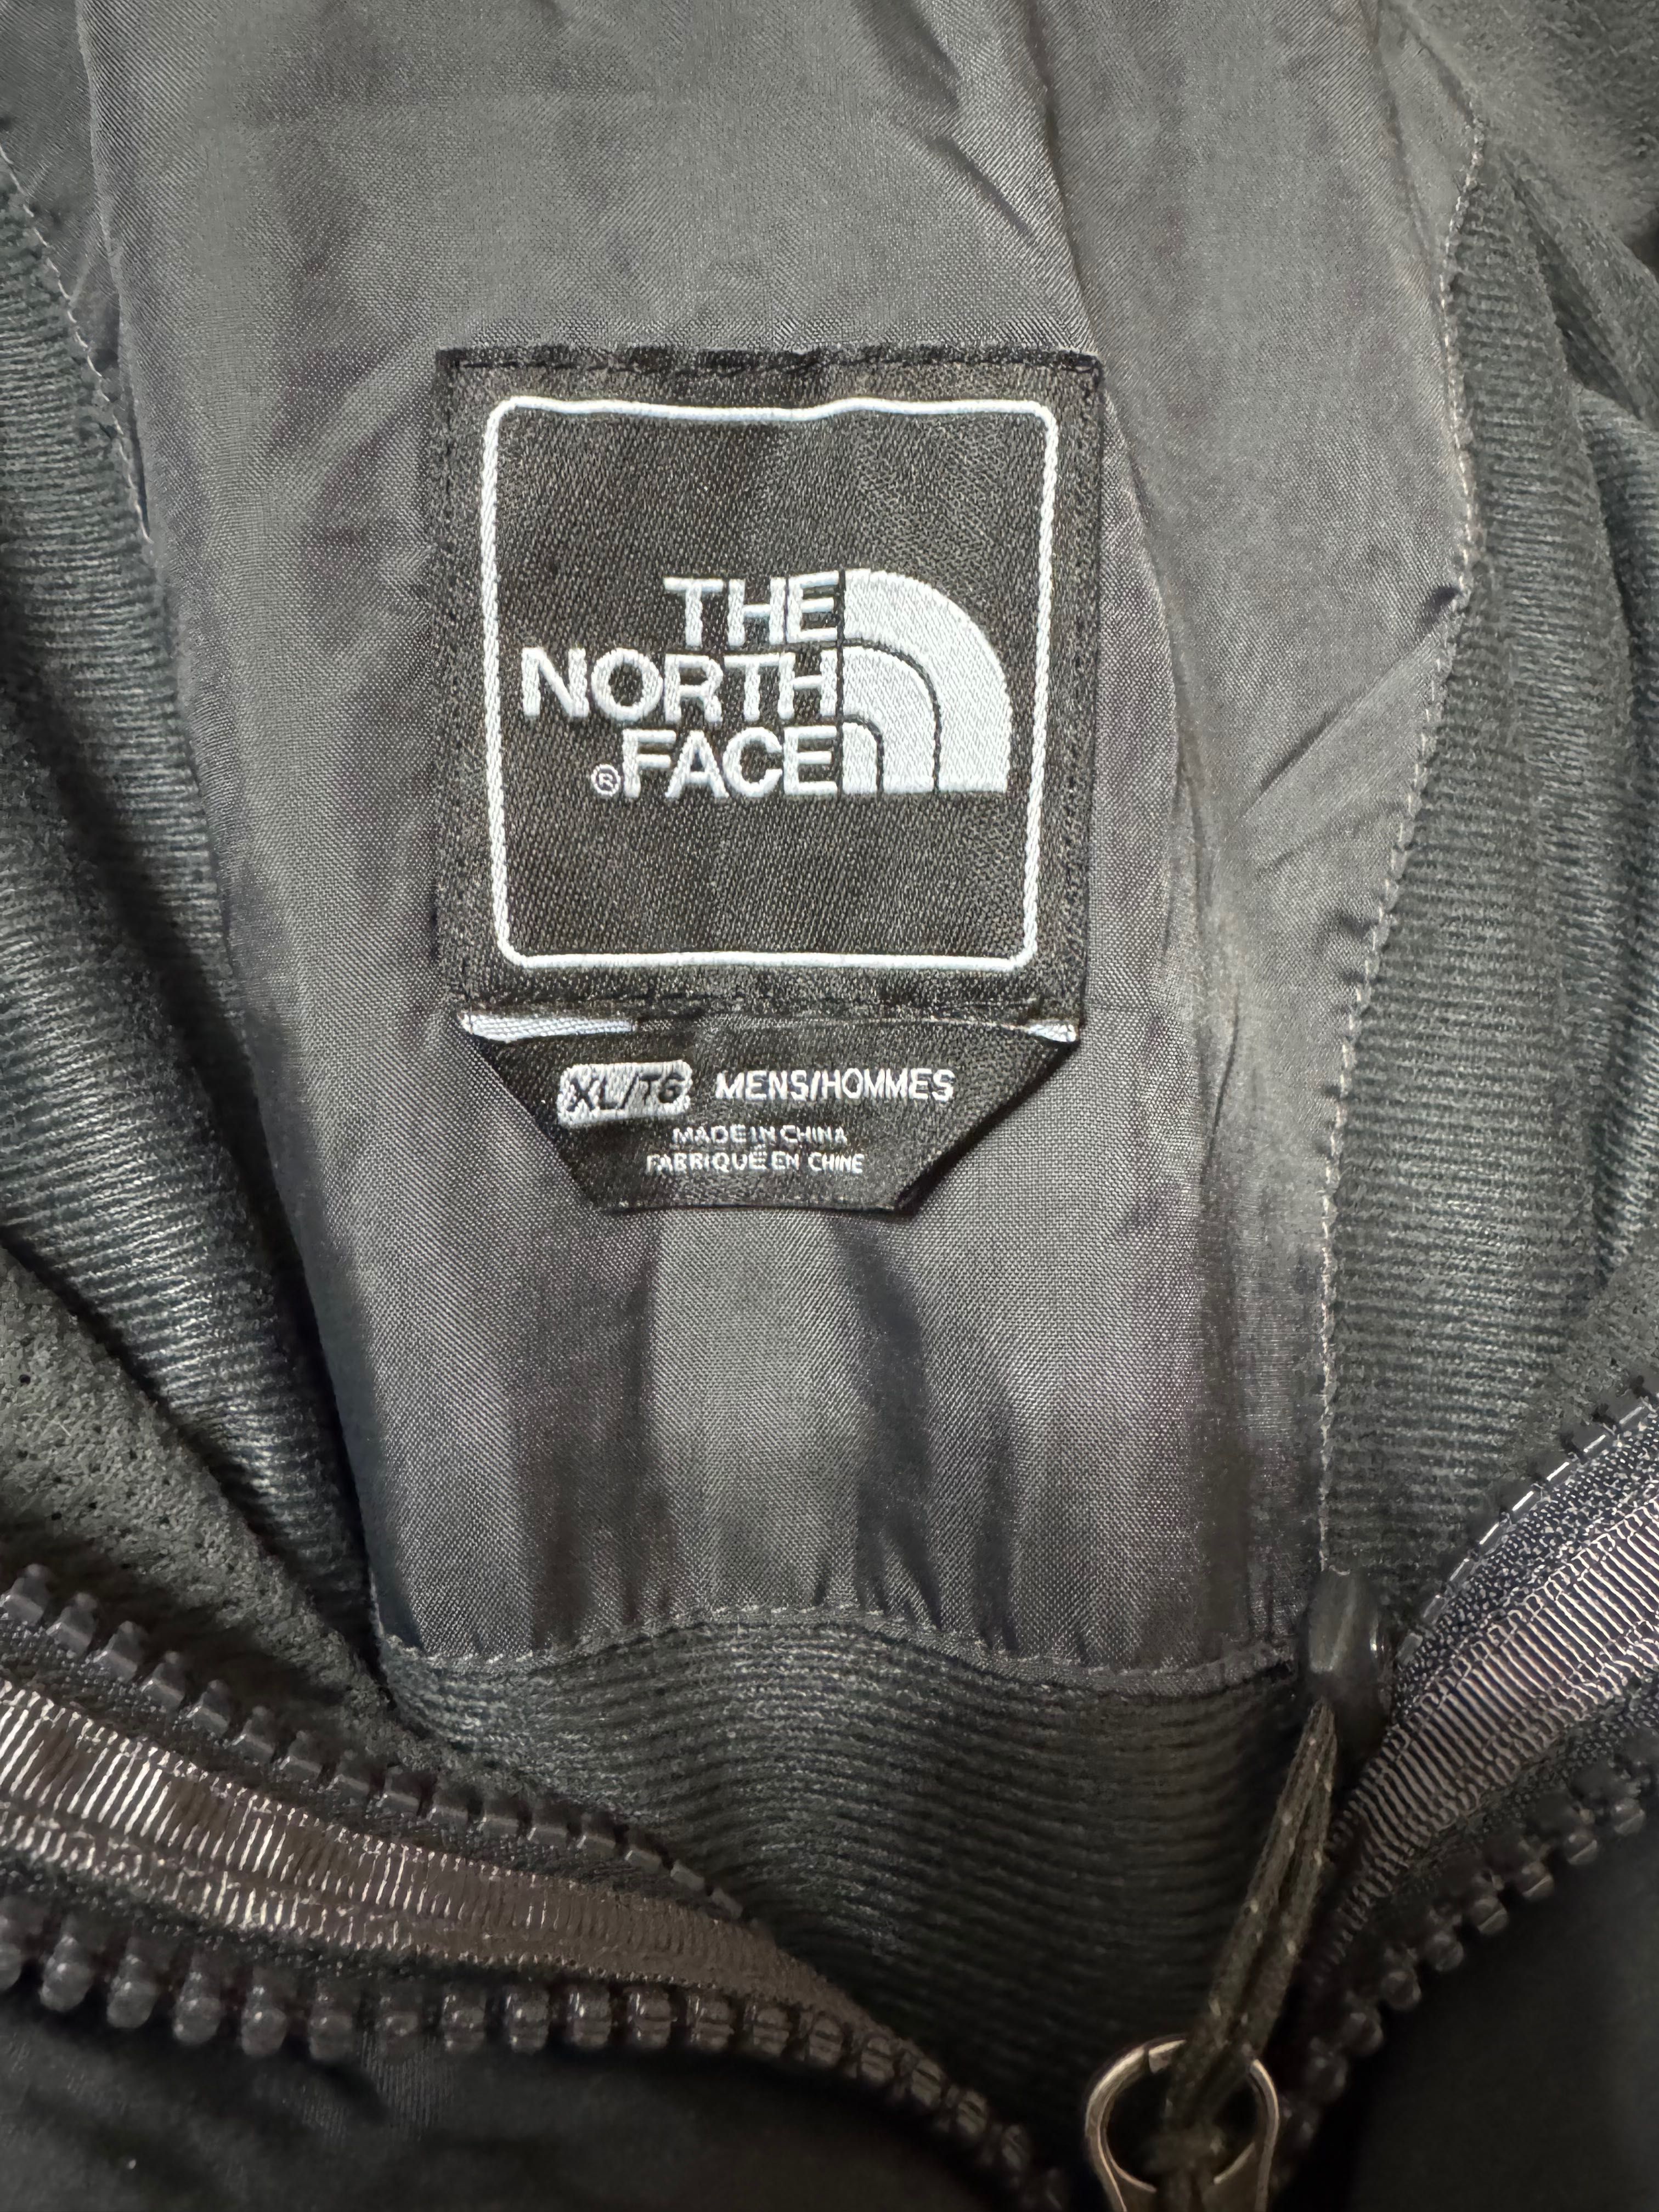 THE
NORTH
®FACE
XL/TG MENS/HOMMES
MADE IN CHINA
FABRIQUÉ EN CHINE